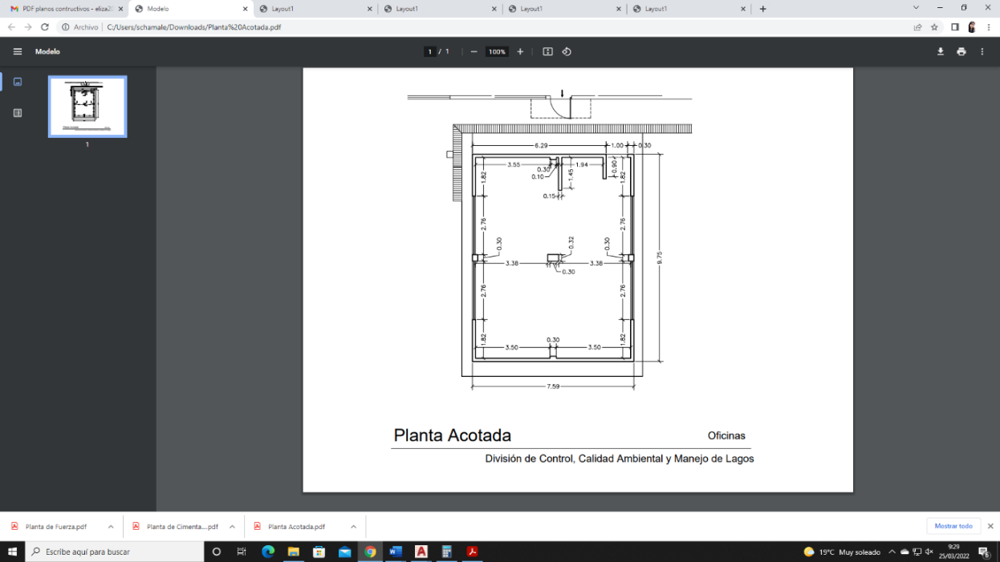 PDF planos contructivos - eliza2
Modelo
Layout1
Layout1
Layout1
Layout1
Archivo
C:/Users/schamale/Downloads/Planta%20Acotada.pdf
Modelo
1 / 1
100%
1
6.29
1.00
0.30
3.55
0.30
0.10
1.94
1.45
0.90
1.82
1.82
0.15
2.76
2.76
0.30
0.32
0.30
3.38
3.38
0.30
9.75
2.76
2.76
1.82
1.82
0.30
3.50
3.50
7.59
Planta Acotada
Oficinas
División de Control, Calidad Ambiental y Manejo de Lagos
Planta de Fuerza.pdf
Planta de Cimenta....pdf
Planta Acotada.pdf
Mostrar todo
Escribe aquí para buscar
19°C Muy soleado
9:29
25/03/2022
6